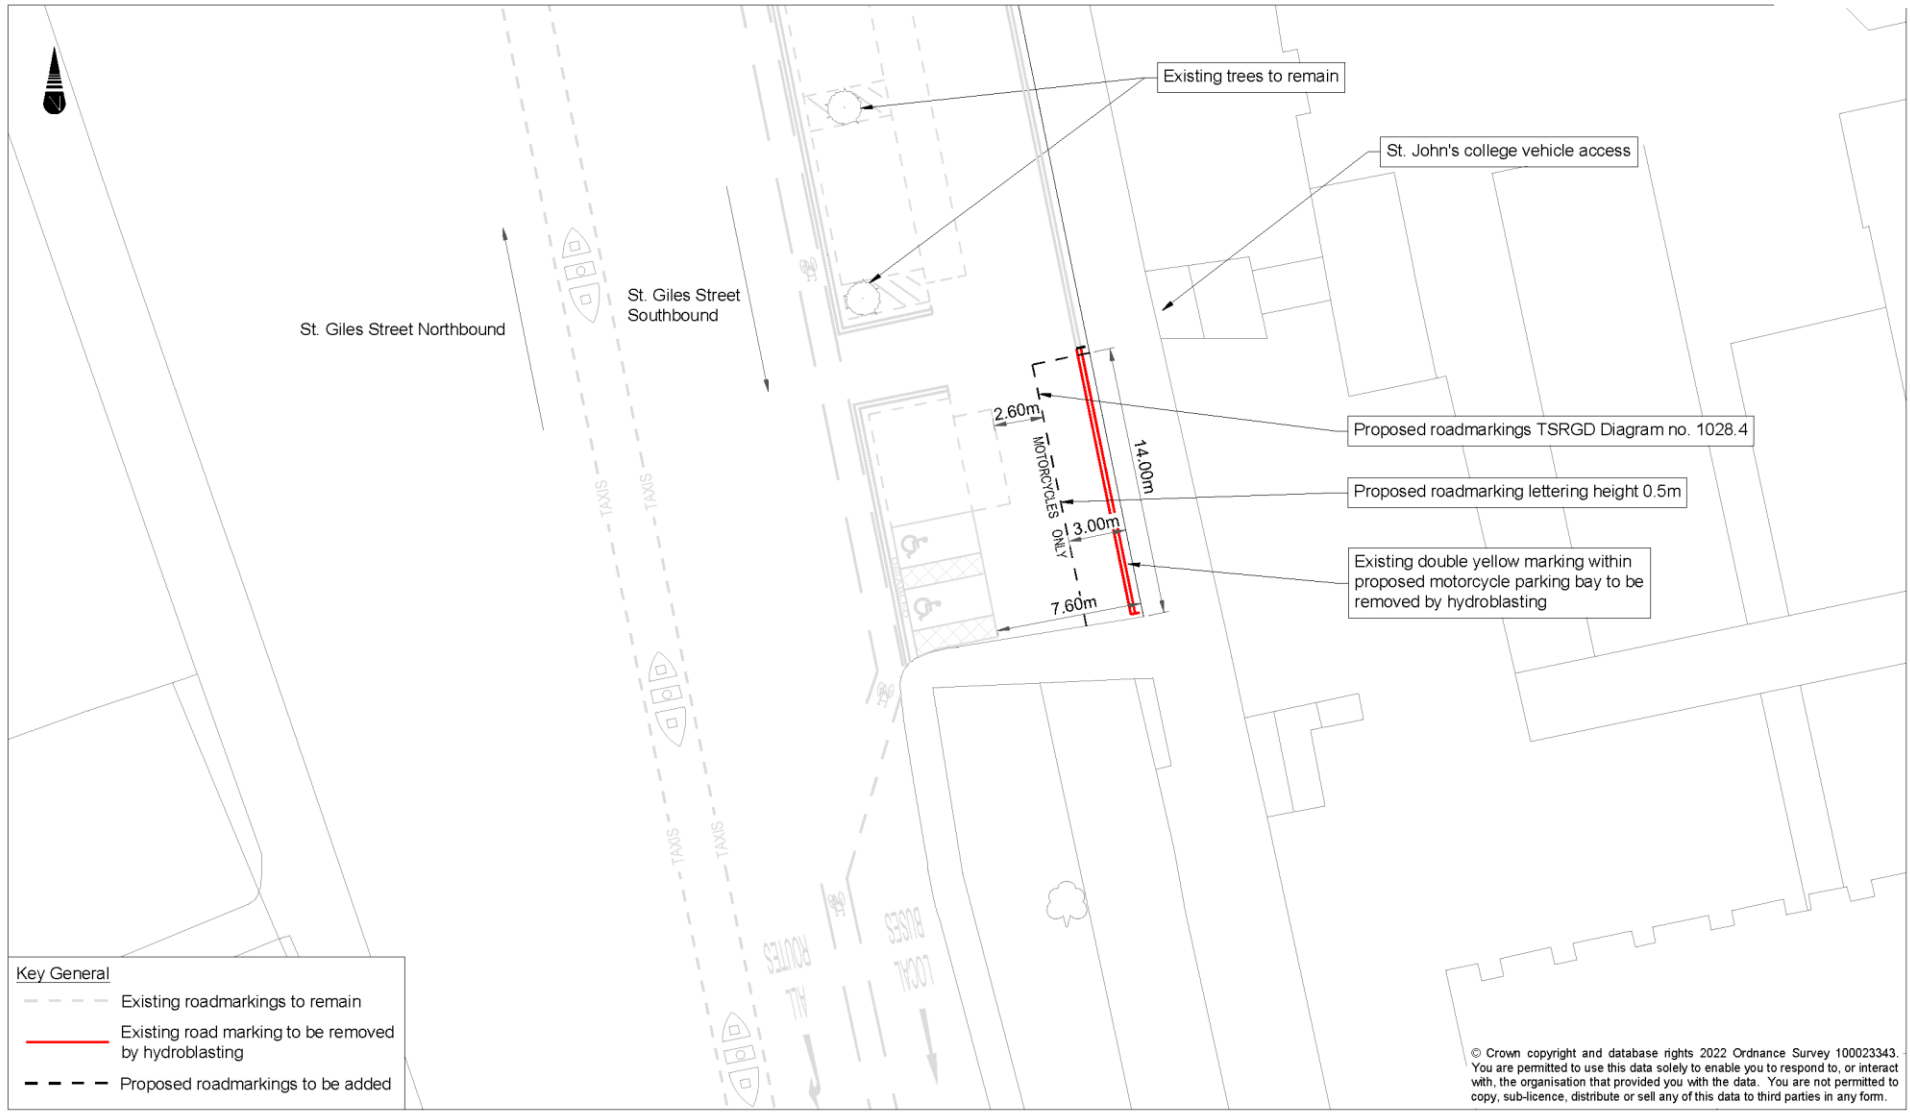 Existing trees to remain
St. John's college vehicle access
St. Giles Street
Southbound
St. Giles Street Northbound
2.60m
MOTORCYCLES ONLY
14.00m
3.00m
7.60m
Proposed roadmarkings TSRGD Diagram no. 1028.4
Proposed roadmarking lettering height 0.5m
Existing double yellow marking within
proposed motorcycle parking bay to be
removed by hydroblasting
TAXIS
TAXIS
TAXIS
TAXIS
ALL
ROUTES
LOCAL
BUSES
Key General
Existing roadmarkings to remain
Existing road marking to be removed
by hydroblasting
Proposed roadmarkings to be added
© Crown copyright and database rights 2022 Ordnance Survey 100023343.
You are permitted to use this data solely to enable you to respond to, or interact
with, the organisation that provided you with the data. You are not permitted to
copy, sub-licence, distribute or sell any of this data to third parties in any form.